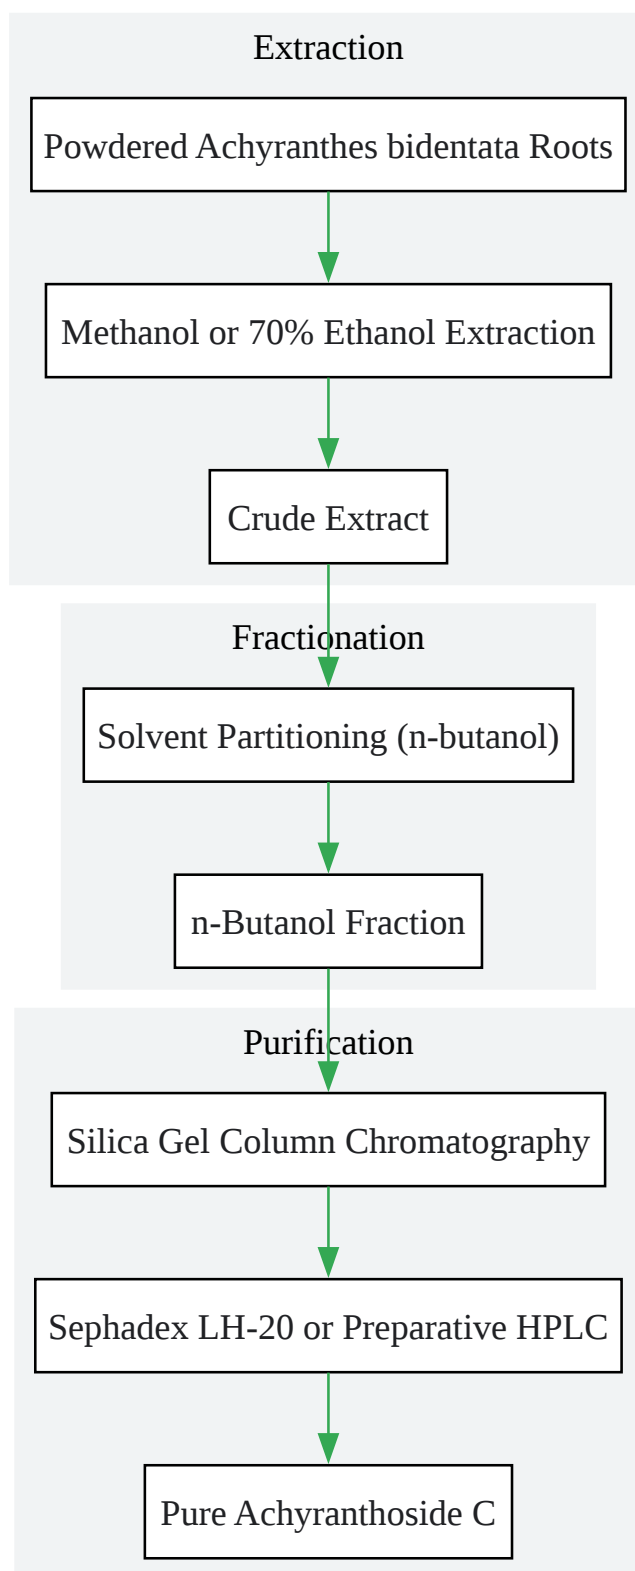 Extraction
Powdered Achyranthes bidentata Roots
Methanol or 70% Ethanol Extraction
Crude Extract
Fractionation
Solvent Partitioning (n-butanol)
n-Butanol Fraction
Purification
Silica Gel Column Chromatography
Sephadex LH-20 or Preparative HPLC
Pure Achyranthoside C